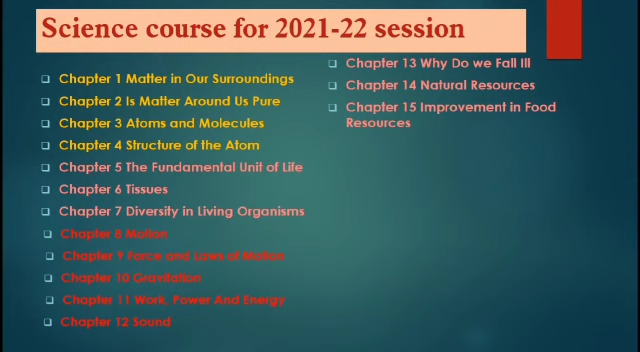 Science course for 2021-22 session
Chapter 1 Matter in Our Surroundings
Chapter 2 Is Matter Around Us Pure
Chapter 3 Atoms and Molecules
Chapter 4 Structure of the Atom
Chapter 5 The Fundamental Unit of Life
Chapter 6 Tissues
Chapter 7 Diversity in Living Organisms
Chapter 8 Motion
Chapter 9 Force and Laws of Motion
Chapter 10 Gravitation
Chapter 11 Work, Power And Energy
Chapter 12 Sound
Chapter 13 Why Do we Fall Ill
Chapter 14 Natural Resources
Chapter 15 Improvement in Food
Resources